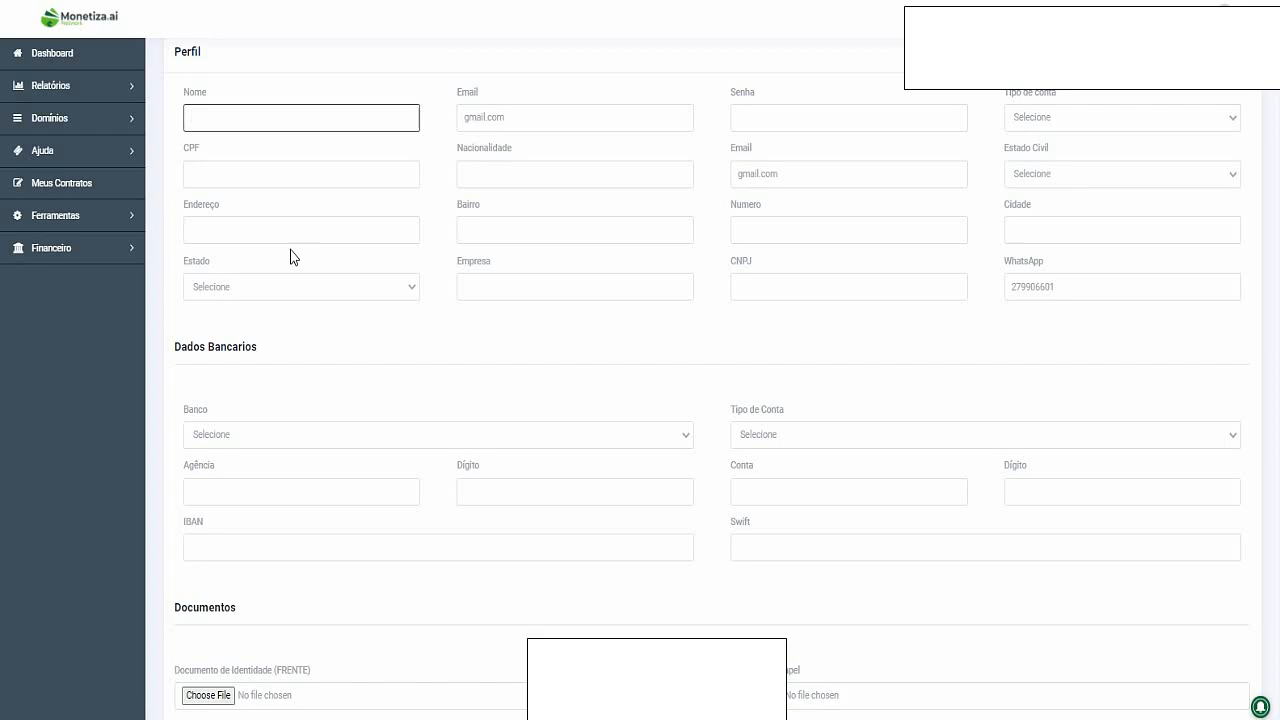 Monetiza.ai
Network
Dashboard
Relatórios
Domínios
Ajuda
Meus Contratos
Ferramentas
Financeiro
Perfil
Nome
Email
Senha
Tipo de conta
gmail.com
Selecione
CPF
Nacionalidade
Email
Estado Civil
gmail.com
Selecione
Endereço
Bairro
Numero
Cidade
Estado
Empresa
CNPJ
WhatsApp
Selecione
279906601
Dados Bancarios
Banco
Tipo de Conta
Selecione
Selecione
Agência
Dígito
Conta
Dígito
IBAN
Swift
Documentos
Documento de Identidade (FRENTE)
Choose File No file chosen
No file chosen